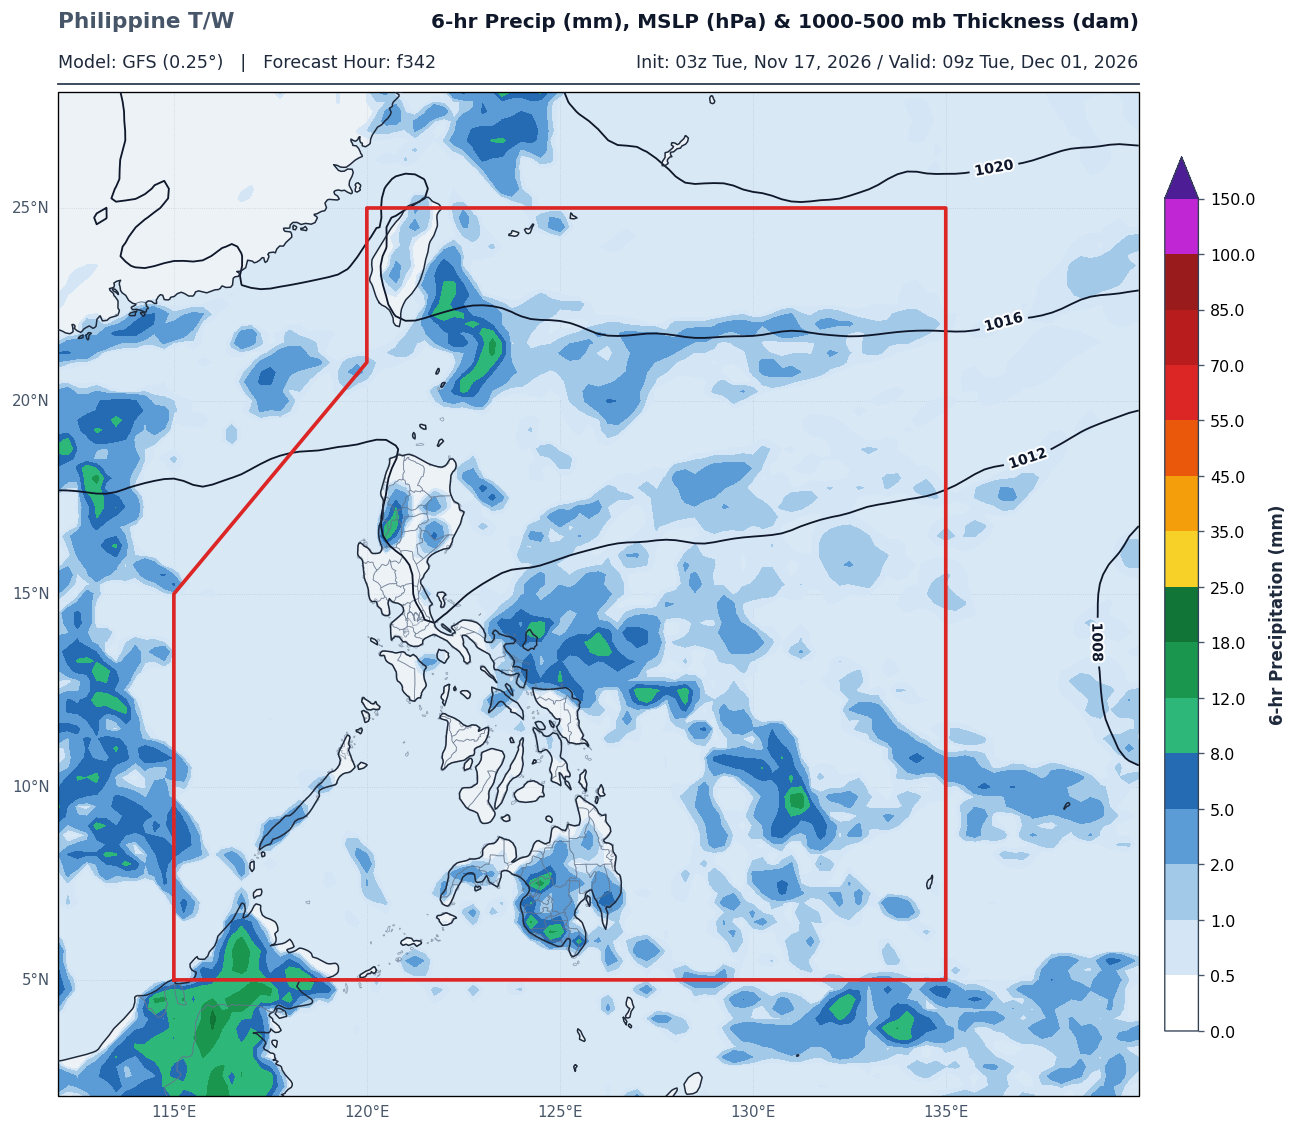 Philippine T/W
6-hr Precip (mm), MSLP (hPa) & 1000-500 mb Thickness (dam)
Model: GFS (0.25°) | Forecast Hour: f342
Init: 03z Tue, Nov 17, 2026 / Valid: 09z Tue, Dec 01, 2026
25°N
20°N
15°N
10°N
5°N
115°E
120°E
125°E
130°E
135°E
1020
1016
1012
1008
150.0
100.0
85.0
70.0
55.0
45.0
35.0
25.0
18.0
12.0
8.0
5.0
2.0
1.0
0.5
0.0
6-hr Precipitation (mm)